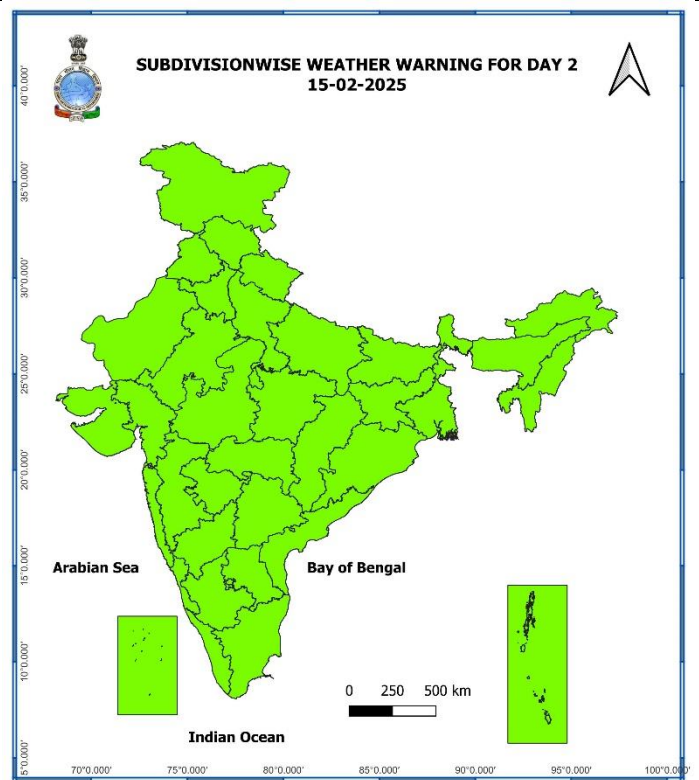 SUBDIVISIONWISE WEATHER WARNING FOR DAY 2
15-02-2025
40°0.000'
35°0.000'
30°0.000'
25°0.000'
20°0.000'
15°0.000'
10°0.000'
5°0.000'
Arabian Sea
Bay of Bengal
0 250 500 km
Indian Ocean
70°0.000' 75°0.000' 80°0.000' 85°0.000' 90°0.000' 95°0.000' 100°0.000'